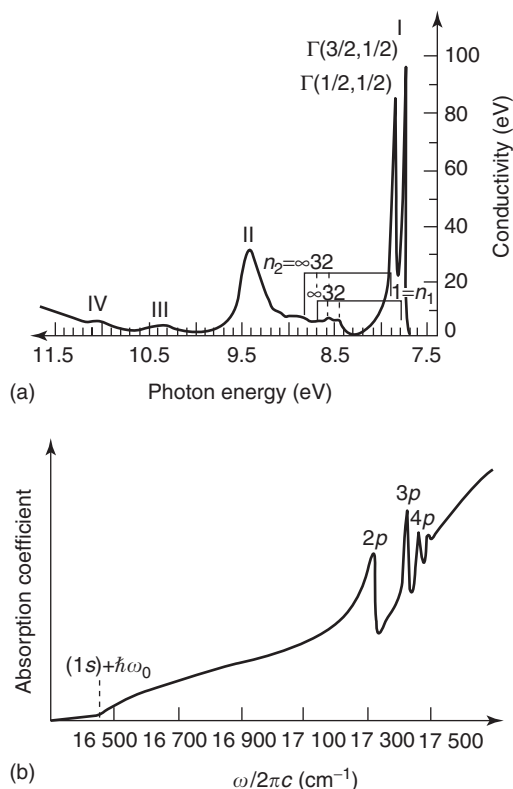 I
Γ(3/2,1/2)
Γ(1/2,1/2)
100
80
60
40
20
0
Conductivity (eV)
II
n₂=∞32
∞32
1=n₁
IV
III
11.5
10.5
9.5
8.5
7.5
(a)
Photon energy (eV)
Absorption coefficient
3p
2p
4p
(1s)+ℏω₀
16 500 16 700 16 900 17 100 17 300 17 500
(b)
ω/2πc (cm⁻¹)